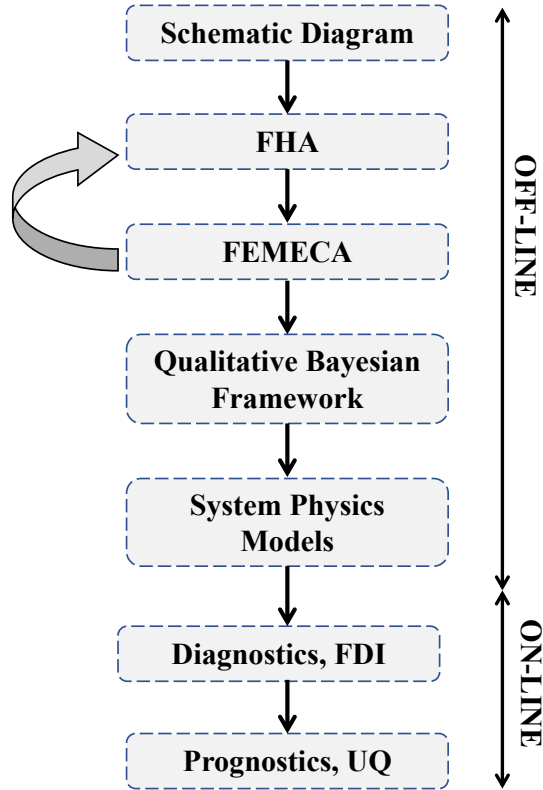 Schematic Diagram
FHA
FEMECA
Qualitative Bayesian
Framework
System Physics
Models
Diagnostics, FDI
Prognostics, UQ
OFF-LINE
ON-LINE